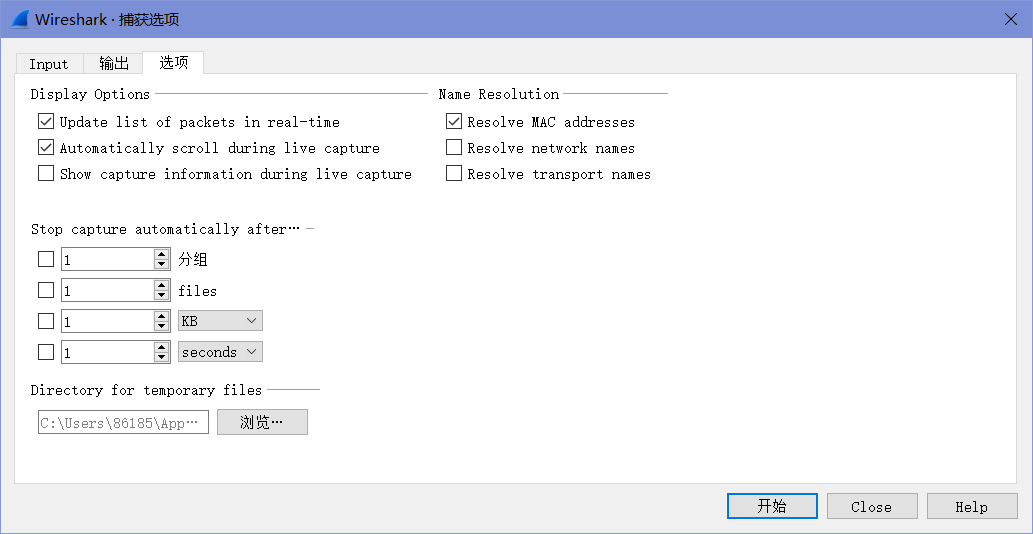 Wireshark · 捕获选项
Input 输出 选项
Display Options
Update list of packets in real-time
Automatically scroll during live capture
Show capture information during live capture
Name Resolution
Resolve MAC addresses
Resolve network names
Resolve transport names
Stop capture automatically after…
1 分组
1 files
1 KB
1 seconds
Directory for temporary files
C:\Users\86185\App… 浏览…
开始 Close Help